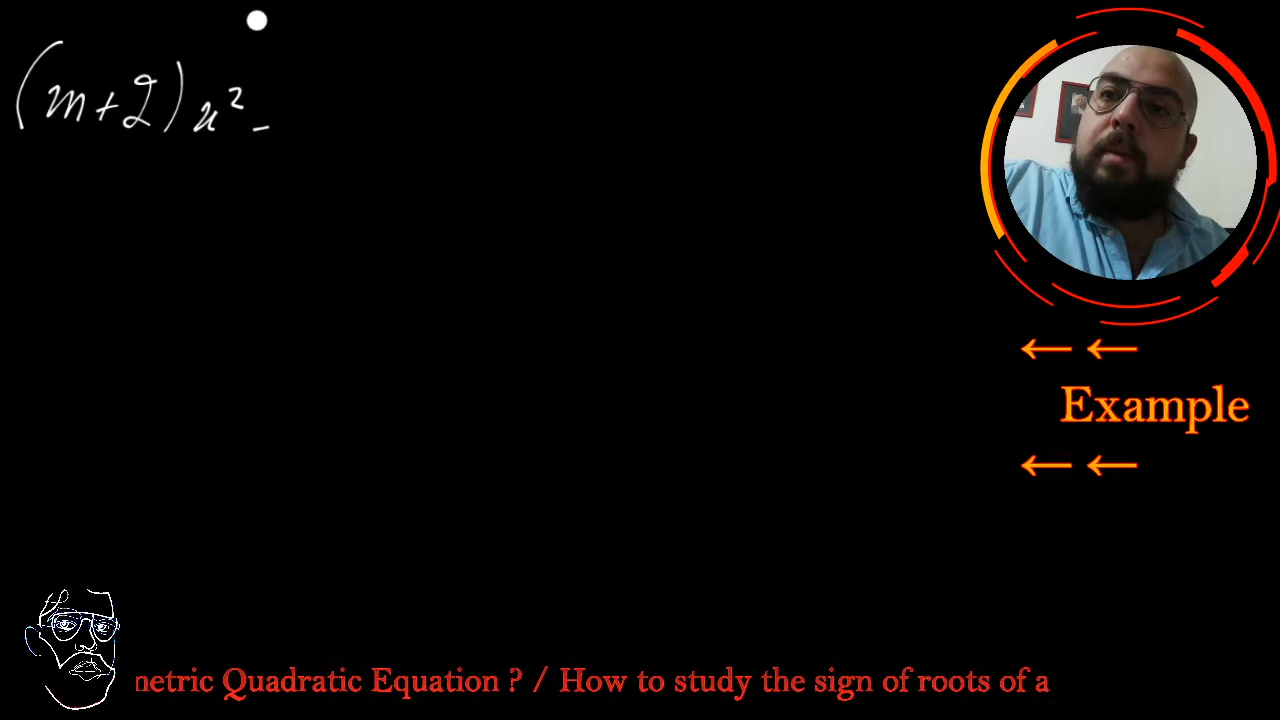 (m+2)x² -
Example
netric Quadratic Equation ? / How to study the sign of roots of a